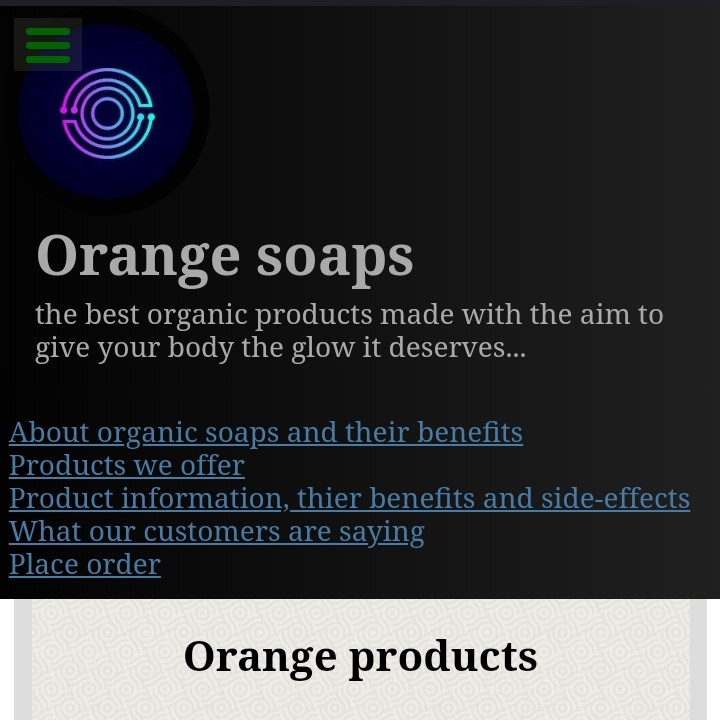 Orange soaps
the best organic products made with the aim to
give your body the glow it deserves...
About organic soaps and their benefits
Products we offer
Product information, thier benefits and side-effects
What our customers are saying
Place order
Orange products